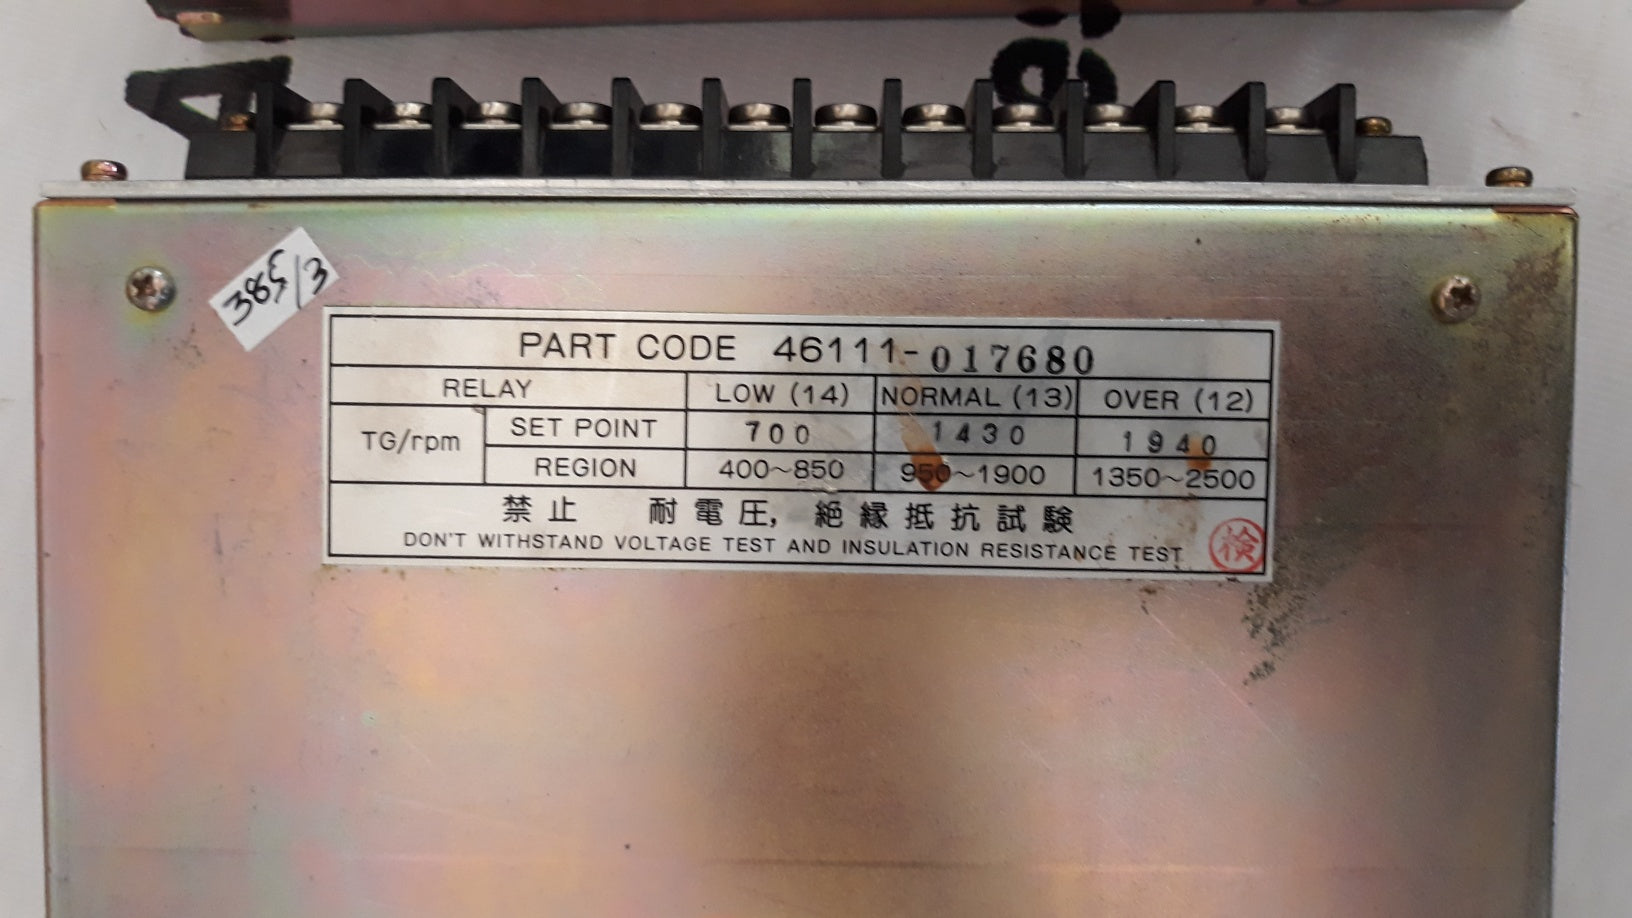 385/3
PART CODE 46111-017680
RELAY LOW (14) NORMAL (13) OVER (12)
TG/rpm SET POINT 700 1430 1940
REGION 400~850 950~1900 1350~2500
禁止 耐電圧, 絶縁抵抗試験
DON'T WITHSTAND VOLTAGE TEST AND INSULATION RESISTANCE TEST
検